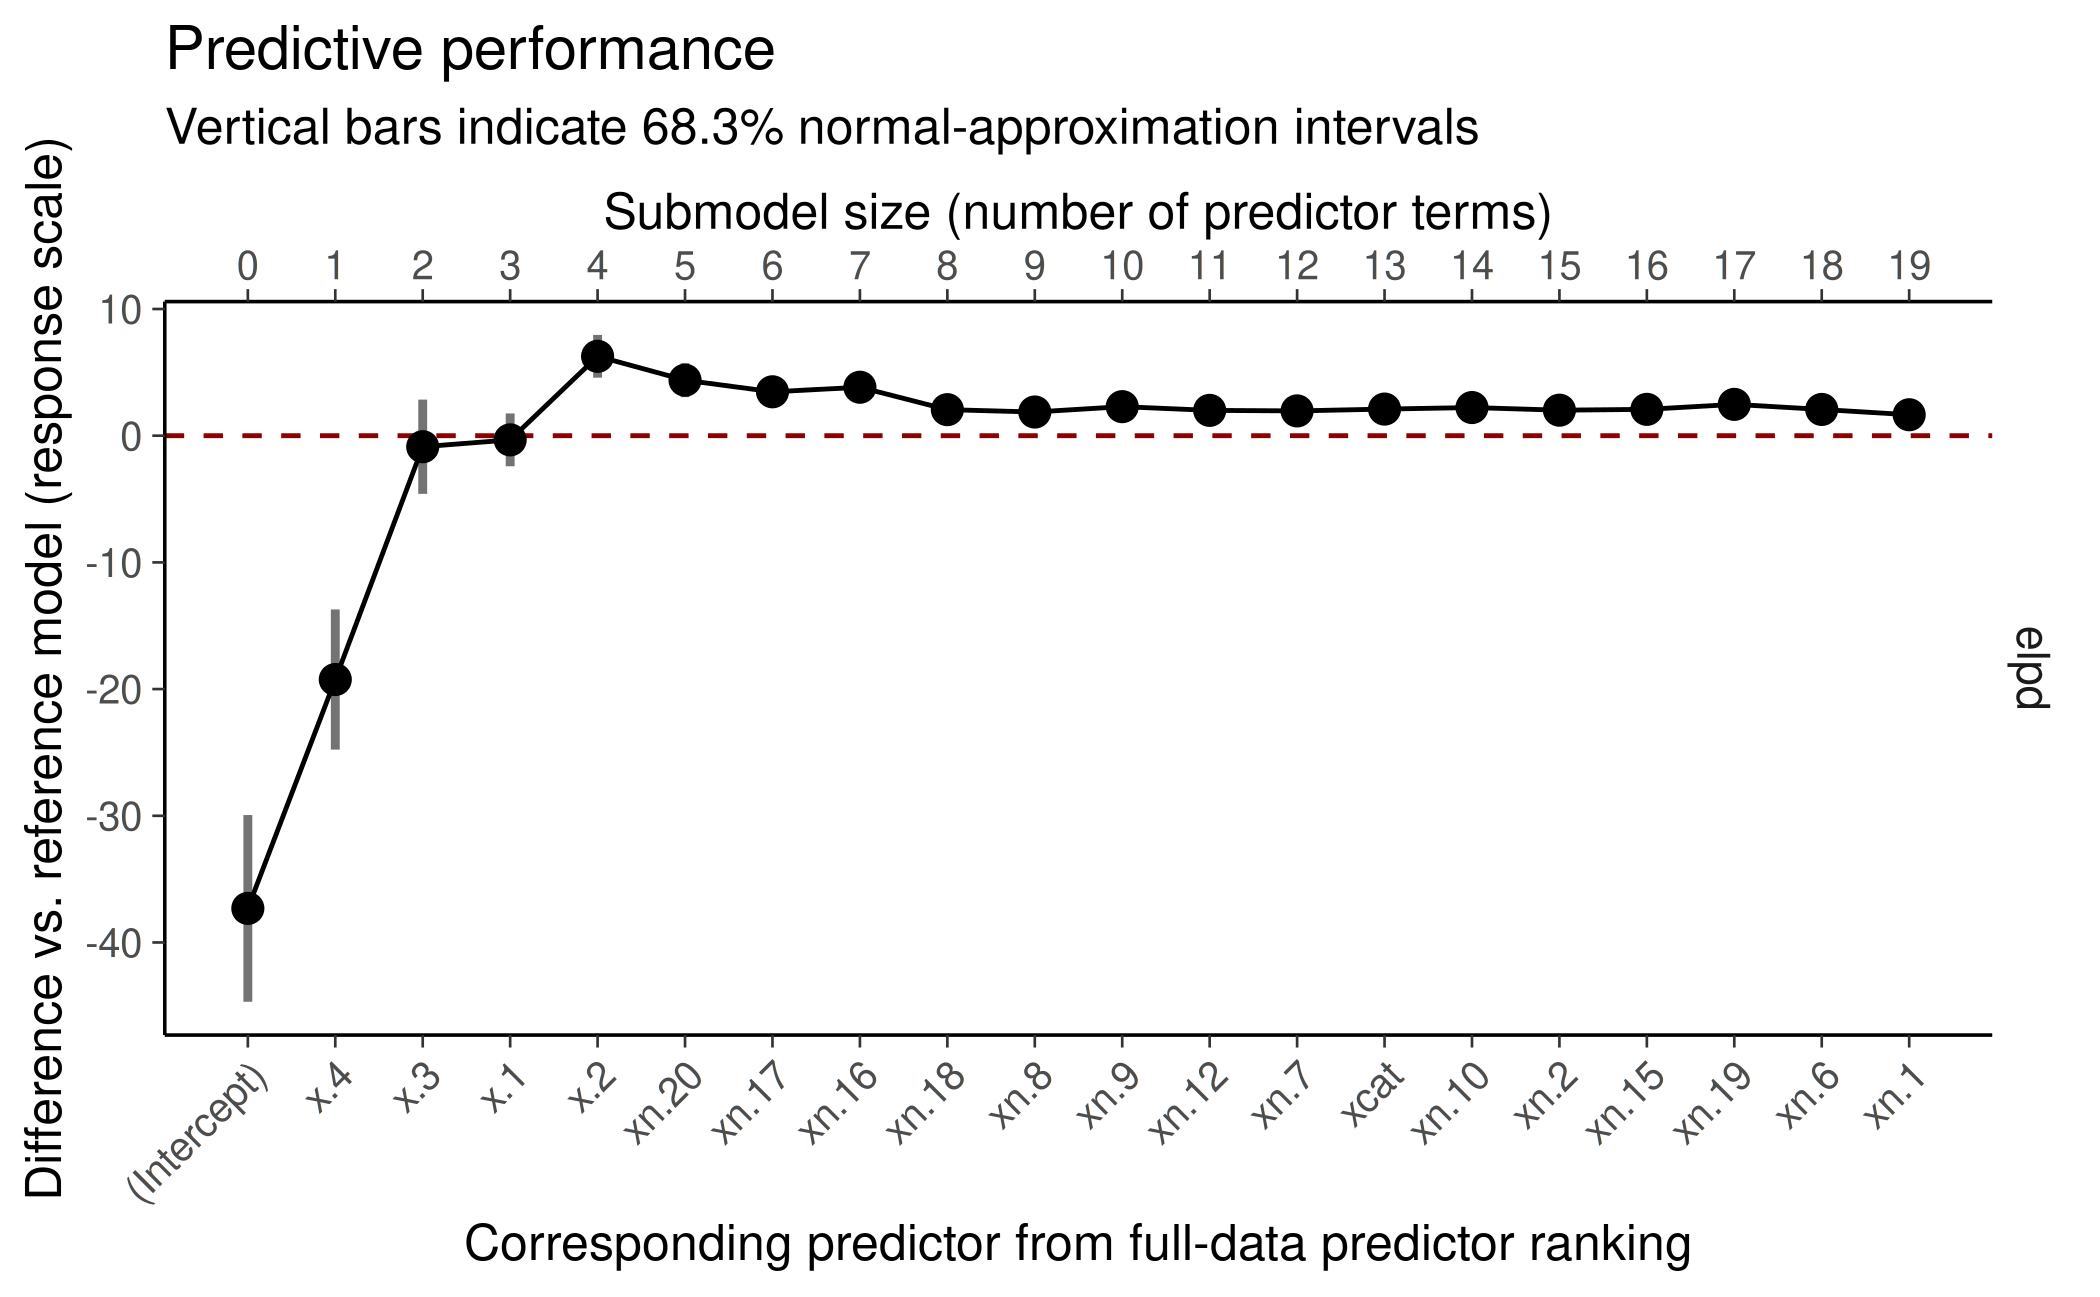 Predictive performance
Vertical bars indicate 68.3% normal-approximation intervals
Submodel size (number of predictor terms)
0 1 2 3 4 5 6 7 8 9 10 11 12 13 14 15 16 17 18 19
Difference vs. reference model (response scale)
10
0
-10
-20
-30
-40
elpd
(Intercept) x.4 x.3 x.1 x.2 xn.20 xn.17 xn.16 xn.18 xn.8 xn.9 xn.12 xn.7 xcat xn.10 xn.2 xn.15 xn.19 xn.6 xn.1
Corresponding predictor from full-data predictor ranking